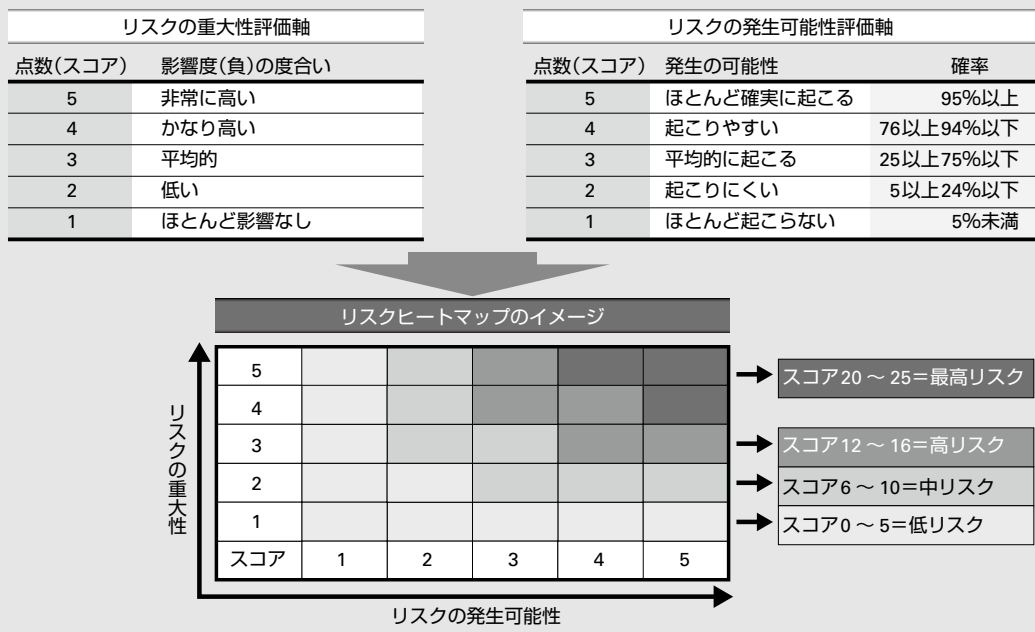 リスクの重大性評価軸
点数(スコア) 影響度(負)の度合い
5 非常に高い
4 かなり高い
3 平均的
2 低い
1 ほとんど影響なし
リスクの発生可能性評価軸
点数(スコア) 発生の可能性 確率
5 ほとんど確実に起こる 95%以上
4 起こりやすい 76以上94%以下
3 平均的に起こる 25以上75%以下
2 起こりにくい 5以上24%以下
1 ほとんど起こらない 5%未満
リスクヒートマップのイメージ
リスクの重大性
5
4
3
2
1
スコア 1 2 3 4 5
リスクの発生可能性
スコア20～25=最高リスク
スコア12～16=高リスク
スコア6～10=中リスク
スコア0～5=低リスク